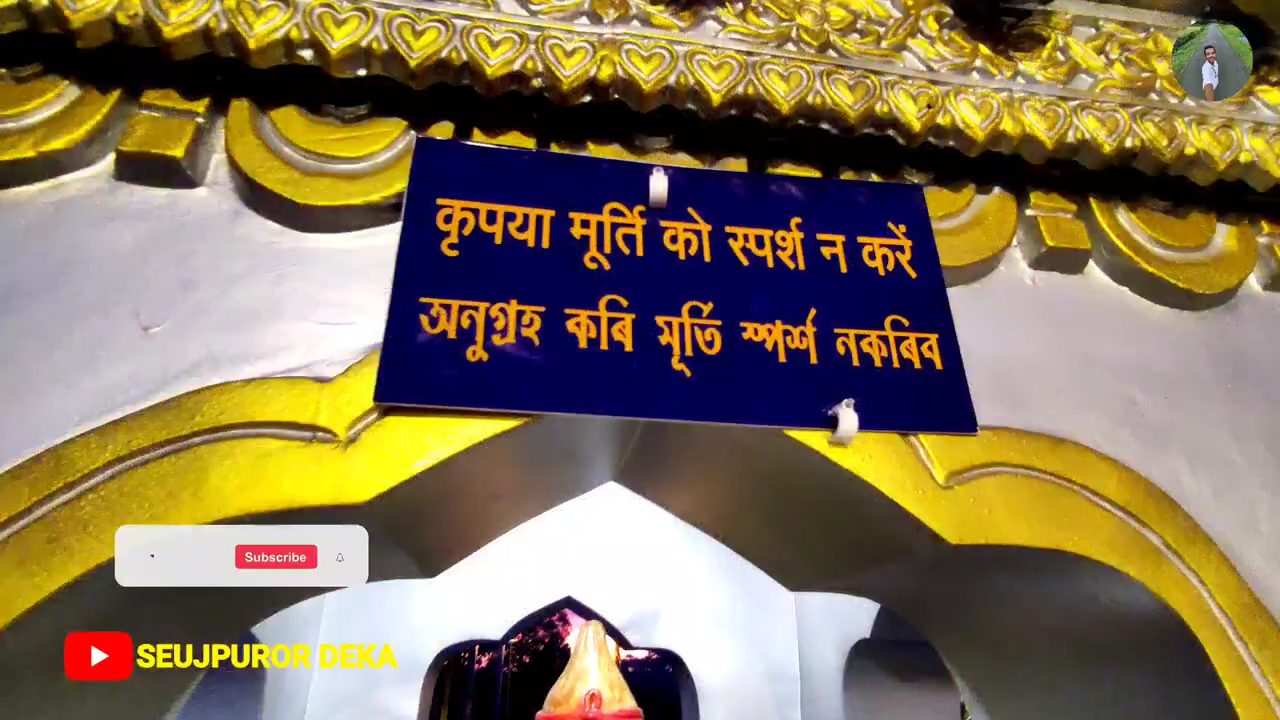 कृपया मूर्ति को स्पर्श न करें
অনুগ্ৰহ কৰি মূৰ্তি স্পৰ্শ নকৰিব
Subscribe
SEUJPUROR DEKA